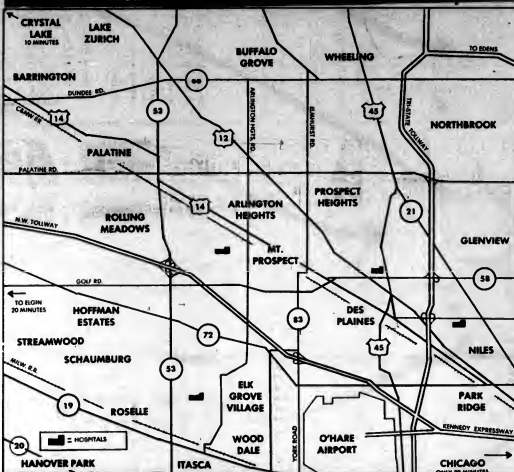 CRYSTAL
LAKE
10 MINUTES
LAKE
ZURICH
BUFFALO
GROVE
WHEELING
TO EDENS
BARRINGTON
68
DUNDEE RD.
53
14
12
ARLINGTON HGTS. RD.
ELMHURST RD.
45
TRI-STATE
TOLLWAY
NORTHBROOK
C&NW RR
PALATINE
PALATINE RD.
14
ARLINGTON
HEIGHTS
PROSPECT
HEIGHTS
21
ROLLING
MEADOWS
N.W. TOLLWAY
MT.
PROSPECT
GLENVIEW
GOLF RD.
58
TO ELGIN
20 MINUTES
HOFFMAN
ESTATES
72
83
DES
PLAINES
45
STREAMWOOD
SCHAUMBURG
NILES
MILW. R.R.
53
19
ROSELLE
ELK
GROVE
VILLAGE
PARK
RIDGE
KENNEDY EXPRESSWAY
= HOSPITALS
20
HANOVER PARK
ITASCA
WOOD
DALE
YORK ROAD
O'HARE
AIRPORT
CHICAGO